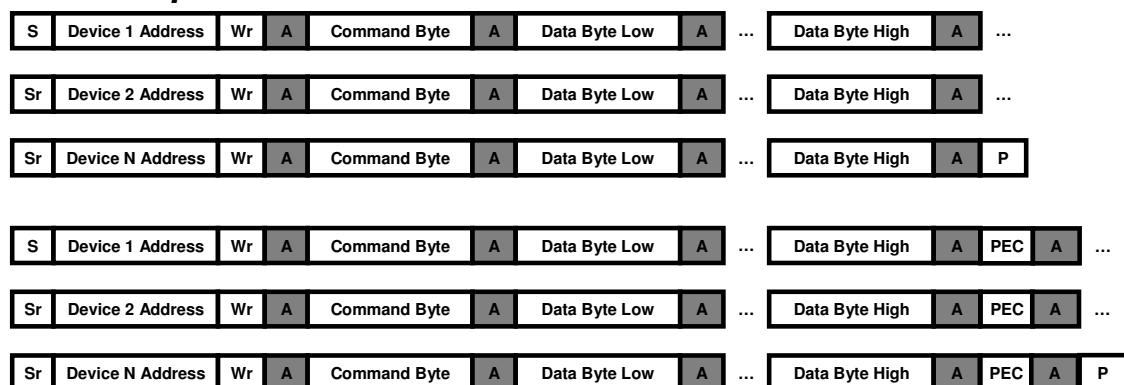 S Device 1 Address Wr A Command Byte A Data Byte Low A ... Data Byte High A ...
Sr Device 2 Address Wr A Command Byte A Data Byte Low A ... Data Byte High A ...
Sr Device N Address Wr A Command Byte A Data Byte Low A ... Data Byte High A P
S Device 1 Address Wr A Command Byte A Data Byte Low A ... Data Byte High A PEC A ...
Sr Device 2 Address Wr A Command Byte A Data Byte Low A ... Data Byte High A PEC A ...
Sr Device N Address Wr A Command Byte A Data Byte Low A ... Data Byte High A PEC A P